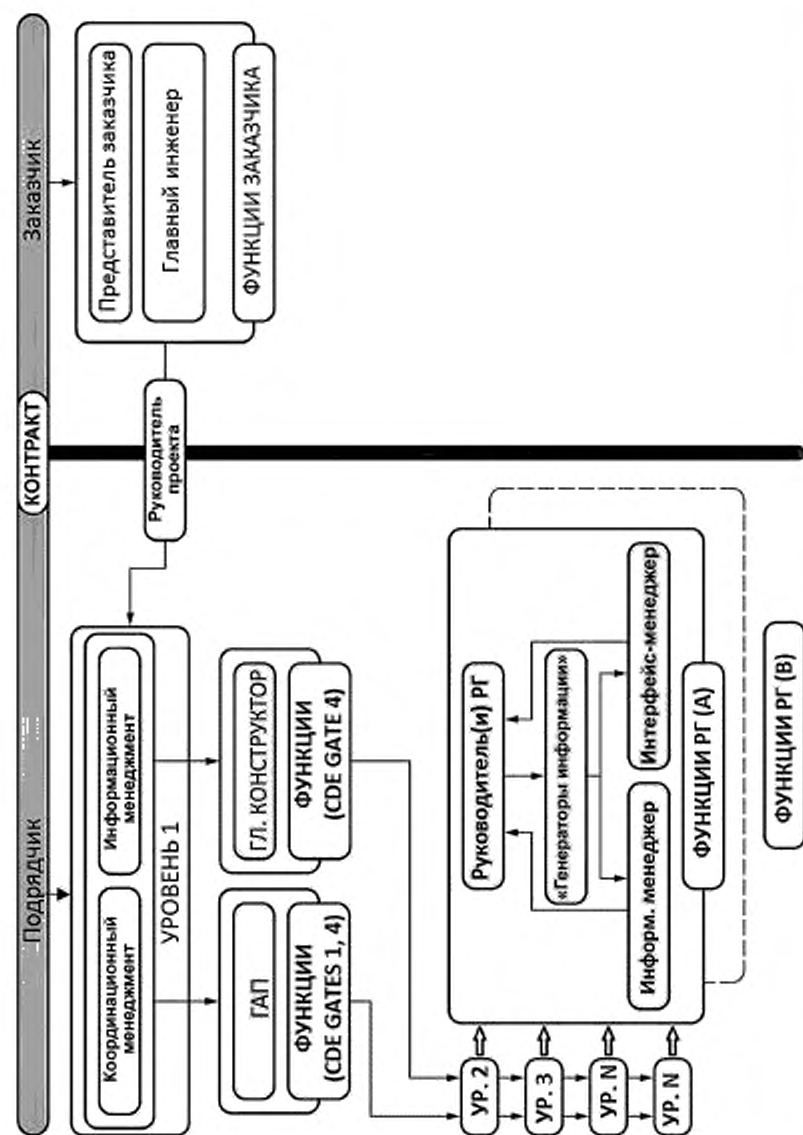 Подрядчик
КОНТРАКТ
Заказчик
Координационный
менеджмент
Информационный
менеджмент
УРОВЕНЬ 1
Руководитель
проекта
Представитель заказчика
Главный инженер
ФУНКЦИИ ЗАКАЗЧИКА
ГАП
ФУНКЦИИ
(CDE GATES 1, 4)
ГЛ. КОНСТРУКТОР
ФУНКЦИИ
(CDE GATE 4)
УР. 2
УР. 3
УР. N
УР. N
Руководитель(и) РГ
«Генераторы информации»
Информ. менеджер
Интерфейс-менеджер
ФУНКЦИИ РГ (А)
ФУНКЦИИ РГ (В)